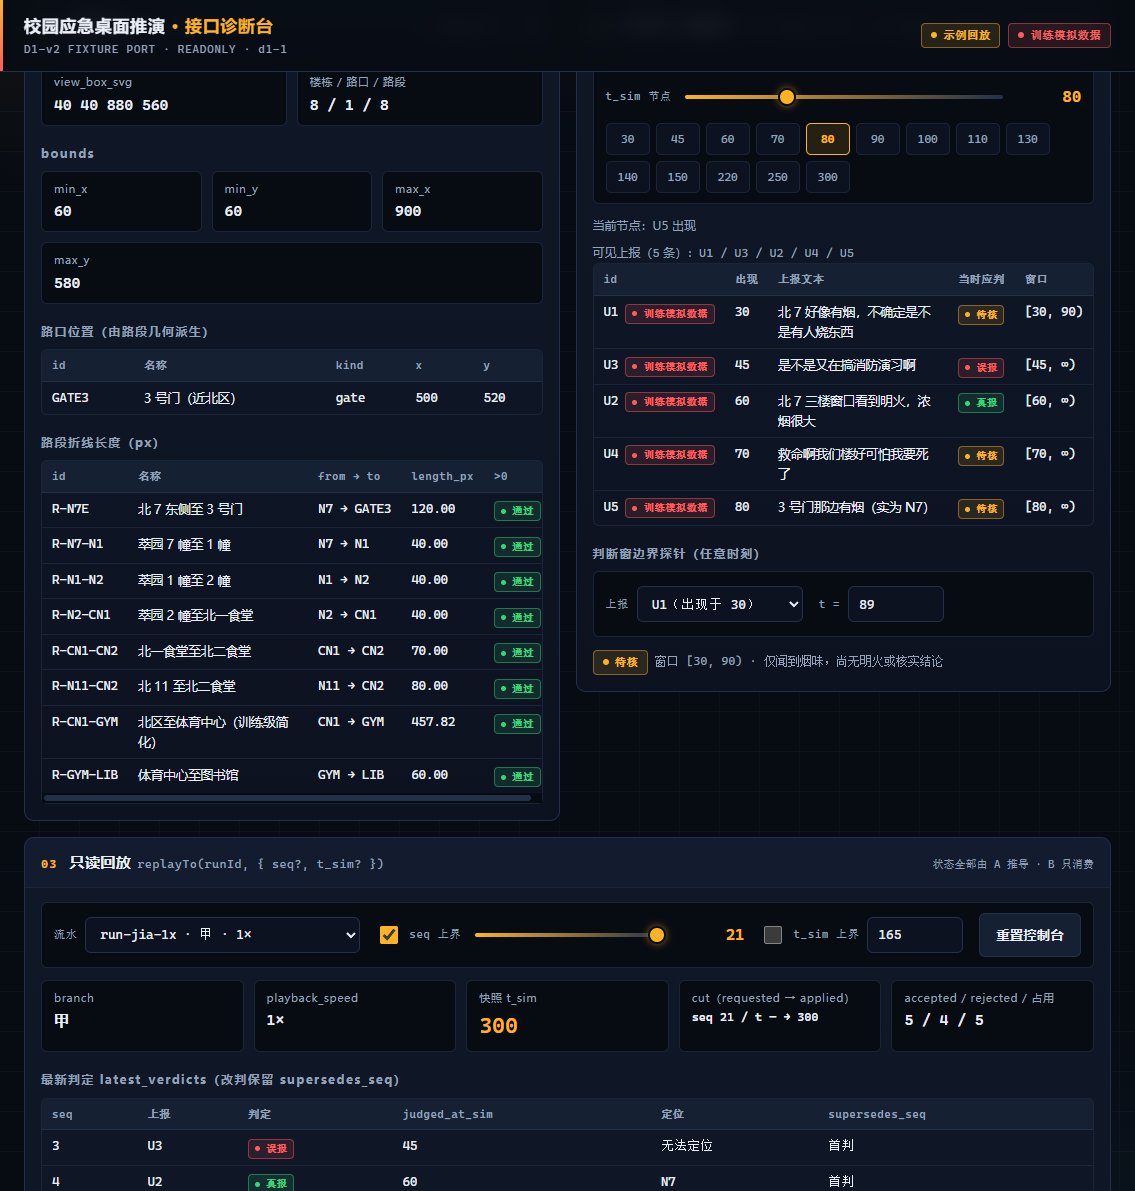 校园应急桌面推演 · 接口诊断台
D1-v2 FIXTURE PORT · READONLY · d1-1
示例回放
训练模拟数据
view_box_svg
40 40 880 560
楼栋 / 路口 / 路段
8 / 1 / 8
bounds
min_x
60
min_y
60
max_x
900
max_y
580
路口位置（由路段几何派生）
id 名称 kind x y
GATE3 3 号门（近北区） gate 500 520
路段折线长度（px）
id 名称 from → to length_px >0
R-N7E 北 7 东侧至 3 号门 N7 → GATE3 120.00 通过
R-N7-N1 萃园 7 幢至 1 幢 N7 → N1 40.00 通过
R-N1-N2 萃园 1 幢至 2 幢 N1 → N2 40.00 通过
R-N2-CN1 萃园 2 幢至北一食堂 N2 → CN1 40.00 通过
R-CN1-CN2 北一食堂至北二食堂 CN1 → CN2 70.00 通过
R-N11-CN2 北 11 至北二食堂 N11 → CN2 80.00 通过
R-CN1-GYM 北区至体育中心（训练级简化） CN1 → GYM 457.82 通过
R-GYM-LIB 体育中心至图书馆 GYM → LIB 60.00 通过
t_sim 节点 80
30 45 60 70 80 90 100 110 130
140 150 220 250 300
当前节点：U5 出现
可见上报（5 条）：U1 / U3 / U2 / U4 / U5
id 出现 上报文本 当时应判 窗口
U1 训练模拟数据 30 北 7 好像有烟，不确定是不是有人烧东西 待核 [30, 90)
U3 训练模拟数据 45 是不是又在搞消防演习啊 误报 [45, ∞)
U2 训练模拟数据 60 北 7 三楼窗口看到明火，浓烟很大 真报 [60, ∞)
U4 训练模拟数据 70 救命啊我们楼好可怕我要死了 待核 [70, ∞)
U5 训练模拟数据 80 3 号门那边有烟（实为 N7） 待核 [80, ∞)
判断窗边界探针（任意时刻）
上报 U1（出现于 30） t = 89
待核 窗口 [30, 90) · 仅闻到烟味，尚无明火或核实结论
03 只读回放 replayTo(runId, { seq?, t_sim? })
状态全部由 A 推导 · B 只消费
流水 run-jia-1x · 甲 · 1× seq 上界 21 t_sim 上界 165 重置控制台
branch
甲
playback_speed
1×
快照 t_sim
300
cut（requested → applied）
seq 21 / t — → 300
accepted / rejected / 占用
5 / 4 / 5
最新判定 latest_verdicts（改判保留 supersedes_seq）
seq 上报 判定 judged_at_sim 定位 supersedes_seq
3 U3 误报 45 无法定位 首判
4 U2 真报 60 N7 首判